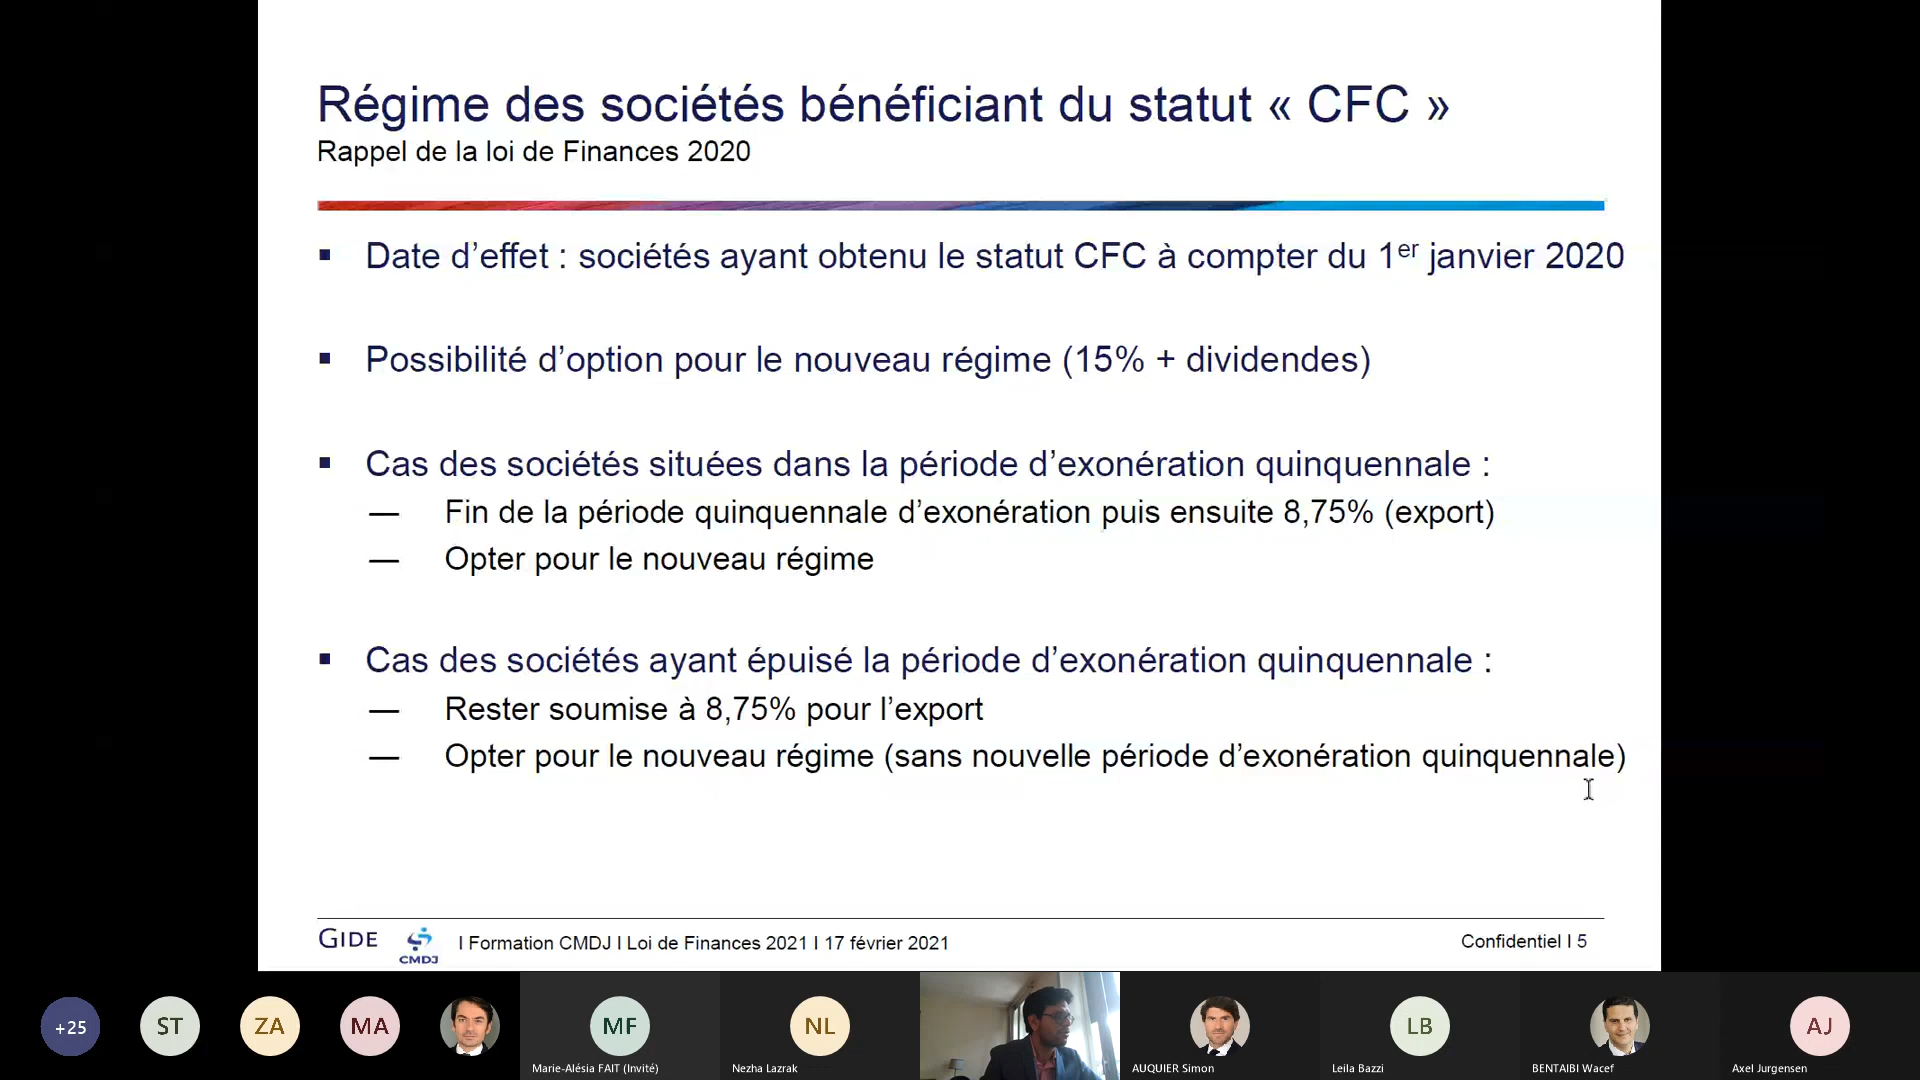 Régime des sociétés bénéficiant du statut « CFC »
Rappel de la loi de Finances 2020
▪ Date d’effet : sociétés ayant obtenu le statut CFC à compter du 1er janvier 2020
▪ Possibilité d’option pour le nouveau régime (15% + dividendes)
▪ Cas des sociétés situées dans la période d’exonération quinquennale :
— Fin de la période quinquennale d’exonération puis ensuite 8,75% (export)
— Opter pour le nouveau régime
▪ Cas des sociétés ayant épuisé la période d’exonération quinquennale :
— Rester soumise à 8,75% pour l’export
— Opter pour le nouveau régime (sans nouvelle période d’exonération quinquennale)
GIDE CMDJ I Formation CMDJ I Loi de Finances 2021 I 17 février 2021 Confidentiel I 5
+25 ST ZA MA MF NL LB AJ
Marie-Alésia FAIT (Invité) Nezha Lazrak AUQUIER Simon Leila Bazzi BENTAIBI Wacef Axel Jurgensen